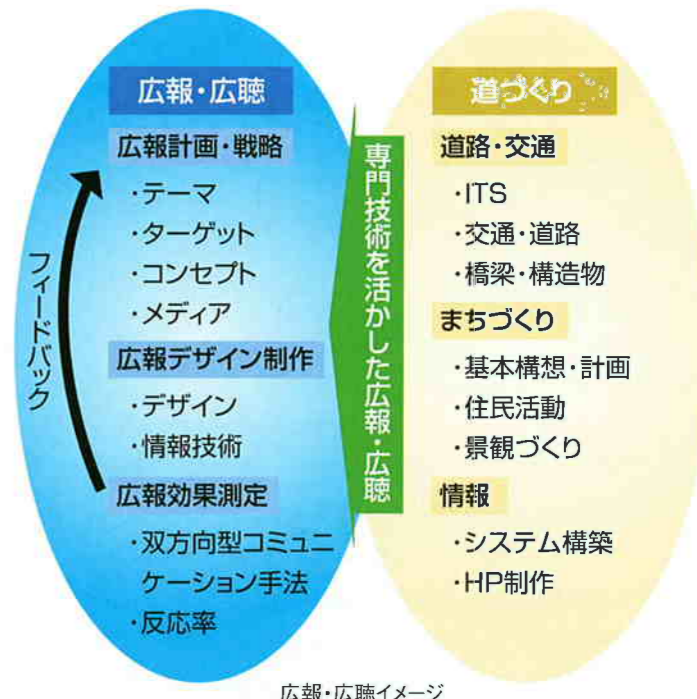 広報・広聴
広報計画・戦略
・テーマ
・ターゲット
・コンセプト
・メディア
広報デザイン制作
・デザイン
・情報技術
広報効果測定
・双方向型コミュニ
ケーション手法
・反応率
フィードバック
専門技術を活かした広報・広聴
道づくり
道路・交通
・ITS
・交通・道路
・橋梁・構造物
まちづくり
・基本構想・計画
・住民活動
・景観づくり
情報
・システム構築
・HP制作
広報・広聴イメージ